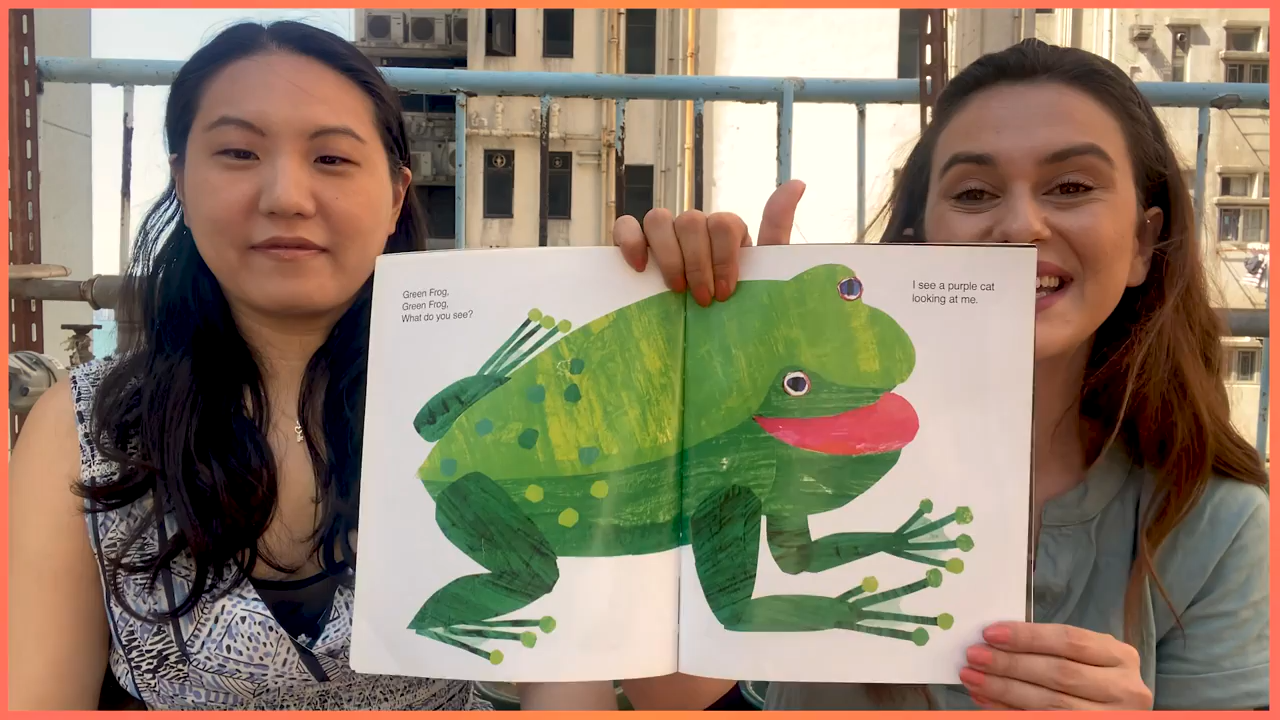 Green Frog,
Green Frog,
What do you see?
I see a purple cat
looking at me.